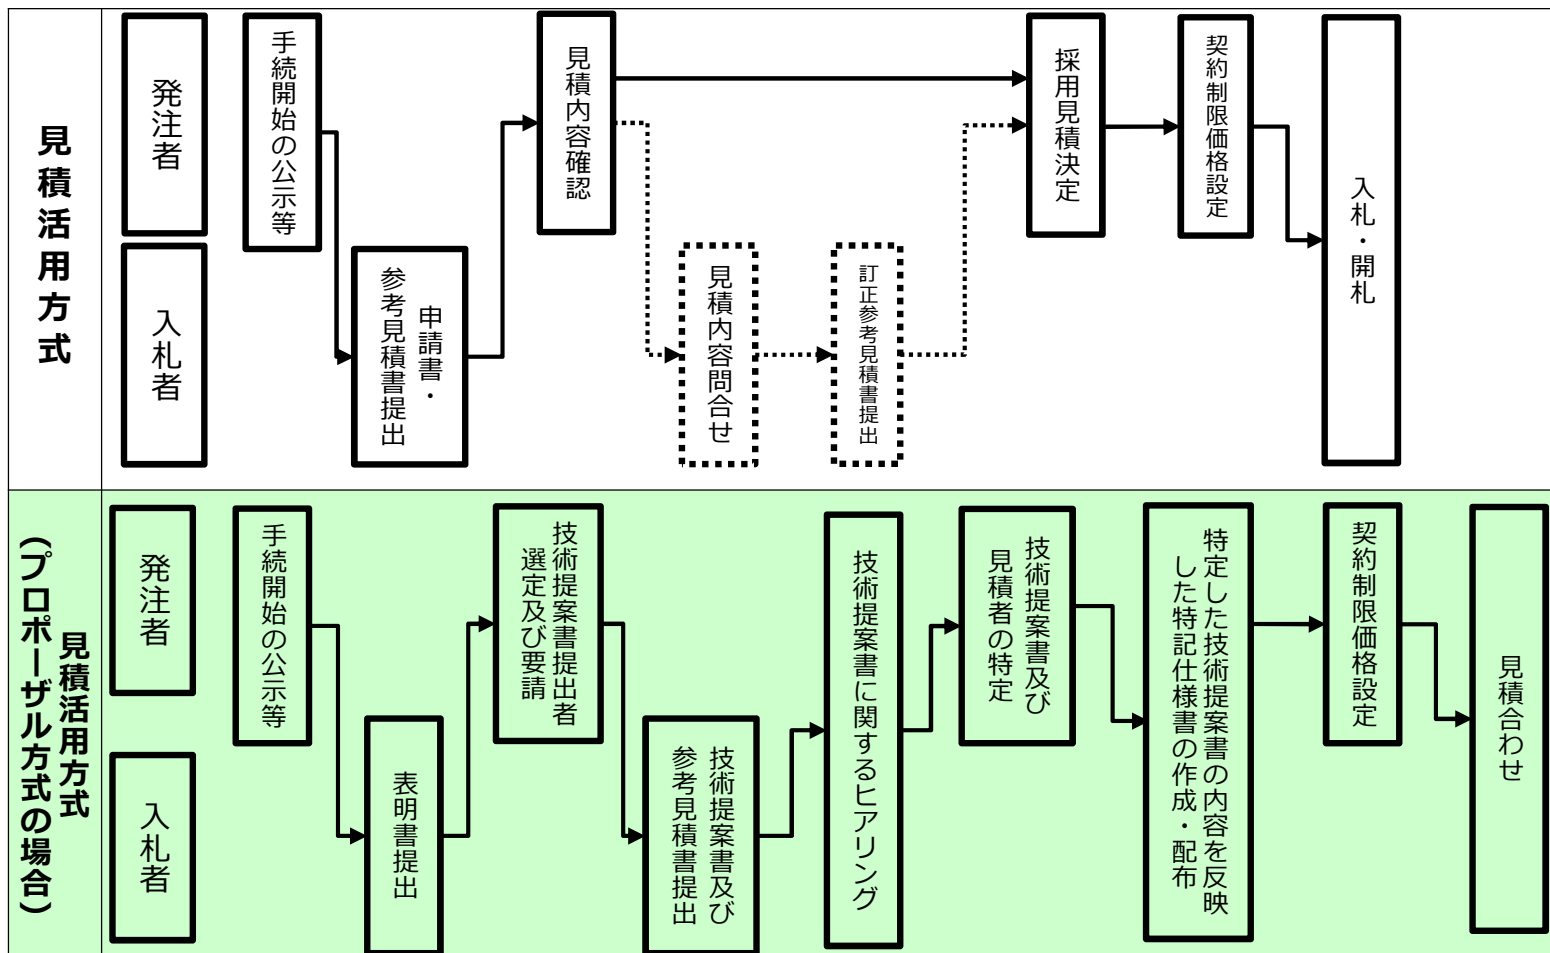 見積活用方式
発注者
入札者
手続開始の公示等
申請書・
参考見積書提出
見積内容確認
見積内容問合せ
訂正参考見積書提出
採用見積決定
契約制限価格設定
入札・開札
見積活用方式
(プロポーザル方式の場合)
発注者
入札者
手続開始の公示等
表明書提出
技術提案書提出者
選定及び要請
技術提案書及び
参考見積書提出
技術提案書に関するヒアリング
技術提案書及び
見積者の特定
特定した技術提案書の内容を反映
した特記仕様書の作成・配布
契約制限価格設定
見積合わせ